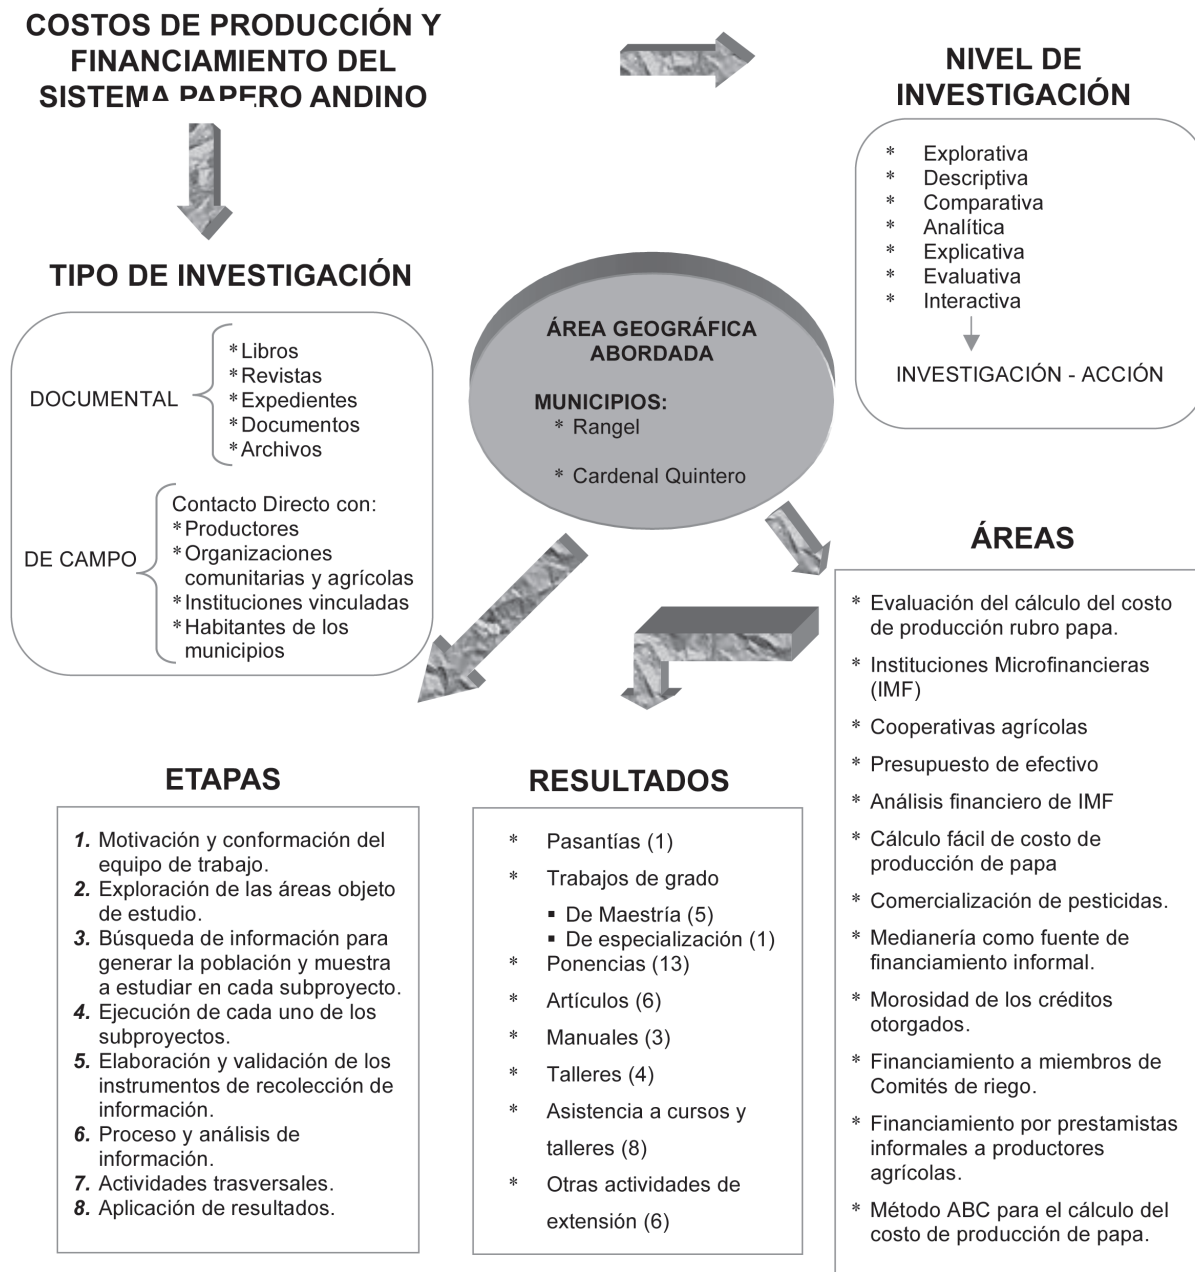 COSTOS DE PRODUCCIÓN Y
FINANCIAMIENTO DEL
SISTEMA PAPERO ANDINO
NIVEL DE
INVESTIGACIÓN
* Explorativa
* Descriptiva
* Comparativa
* Analítica
* Explicativa
* Evaluativa
* Interactiva
INVESTIGACIÓN - ACCIÓN
TIPO DE INVESTIGACIÓN
DOCUMENTAL
* Libros
* Revistas
* Expedientes
* Documentos
* Archivos
DE CAMPO
Contacto Directo con:
* Productores
* Organizaciones
comunitarias y agrícolas
* Instituciones vinculadas
* Habitantes de los
municipios
ÁREA GEOGRÁFICA
ABORDADA
MUNICIPIOS:
* Rangel
* Cardenal Quintero
ÁREAS
* Evaluación del cálculo del costo
de producción rubro papa.
* Instituciones Microfinancieras
(IMF)
* Cooperativas agrícolas
* Presupuesto de efectivo
* Análisis financiero de IMF
* Cálculo fácil de costo de
producción de papa
* Comercialización de pesticidas.
* Medianería como fuente de
financiamiento informal.
* Morosidad de los créditos
otorgados.
* Financiamiento a miembros de
Comités de riego.
* Financiamiento por prestamistas
informales a productores
agrícolas.
* Método ABC para el cálculo del
costo de producción de papa.
ETAPAS
1. Motivación y conformación del
equipo de trabajo.
2. Exploración de las áreas objeto
de estudio.
3. Búsqueda de información para
generar la población y muestra
a estudiar en cada subproyecto.
4. Ejecución de cada uno de los
subproyectos.
5. Elaboración y validación de los
instrumentos de recolección de
información.
6. Proceso y análisis de
información.
7. Actividades trasversales.
8. Aplicación de resultados.
RESULTADOS
* Pasantías (1)
* Trabajos de grado
▪ De Maestría (5)
▪ De especialización (1)
* Ponencias (13)
* Artículos (6)
* Manuales (3)
* Talleres (4)
* Asistencia a cursos y
talleres (8)
* Otras actividades de
extensión (6)